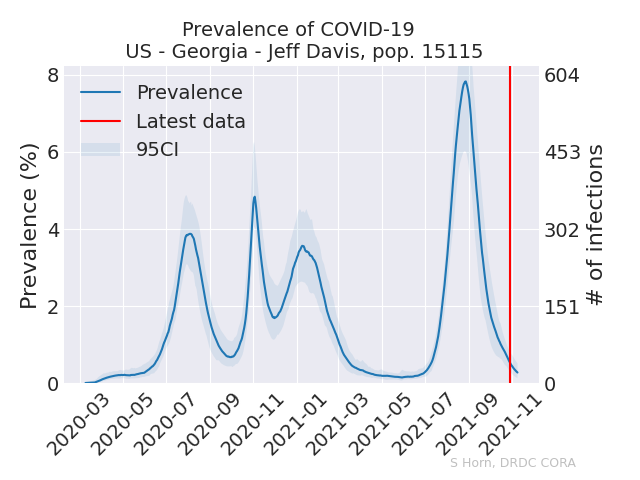 Prevalence of COVID-19
US - Georgia - Jeff Davis, pop. 15115
Prevalence
Latest data
95CI
Prevalence (%)
8
6
4
2
0
604
453
302
151
0
# of infections
2020-03
2020-05
2020-07
2020-09
2020-11
2021-01
2021-03
2021-05
2021-07
2021-09
2021-11
S Horn, DRDC CORA